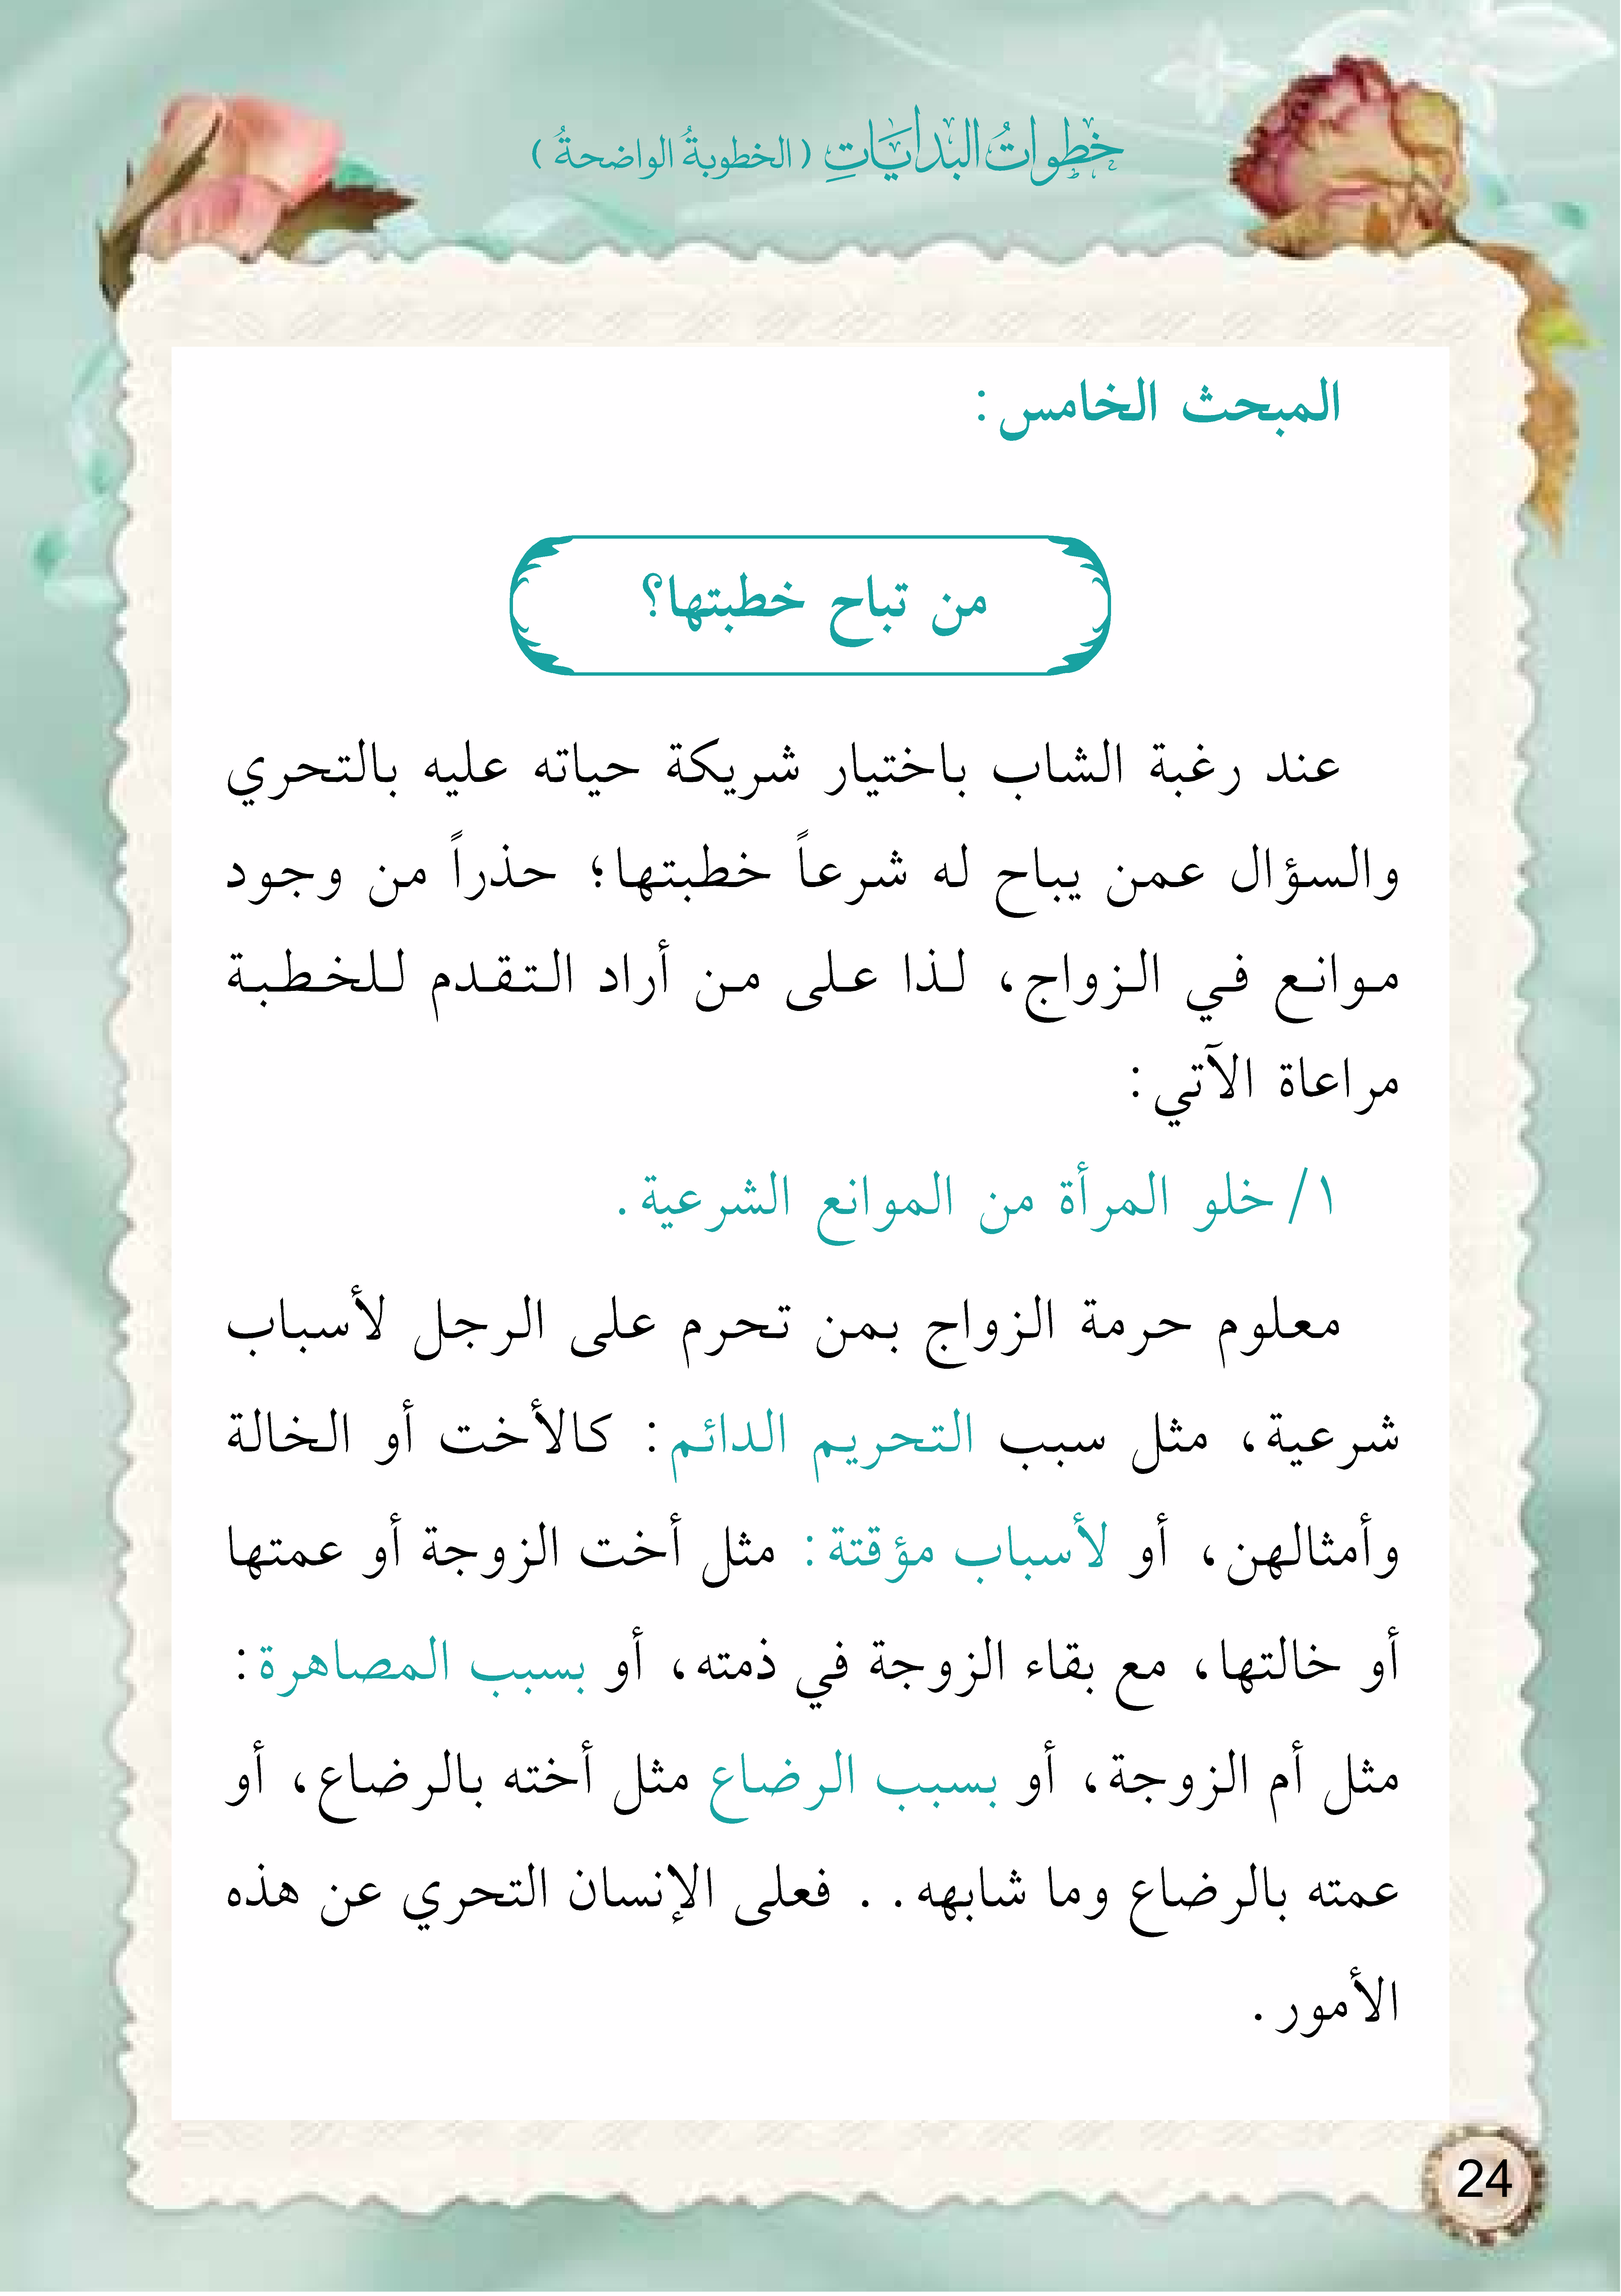 خطواتُ البدايَاتِ ( الخطوبةُ الواضحةُ )
المبحث الخامس:
من تباح خطبتها؟
عند رغبة الشاب باختيار شريكة حياته عليه بالتحري
والسؤال عمن يباح له شرعاً خطبتها؛ حذراً من وجود
موانع في الزواج، لذا على من أراد التقدم للخطبة
مراعاة الآتي:
١/ خلو المرأة من الموانع الشرعية.
معلوم حرمة الزواج بمن تحرم على الرجل لأسباب
شرعية، مثل سبب التحريم الدائم: كالأخت أو الخالة
وأمثالهن، أو لأسباب مؤقتة: مثل أخت الزوجة أو عمتها
أو خالتها، مع بقاء الزوجة في ذمته، أو بسبب المصاهرة:
مثل أم الزوجة، أو بسبب الرضاع مثل أخته بالرضاع، أو
عمته بالرضاع وما شابهه.. فعلى الإنسان التحري عن هذه
الأمور.
24